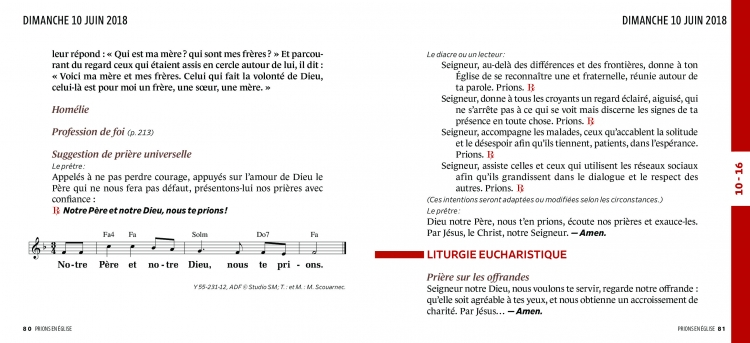 DIMANCHE 10 JUIN 2018
leur répond : « Qui est ma mère ? qui sont mes frères ? » Et parcou-
rant du regard ceux qui étaient assis en cercle autour de lui, il dit :
« Voici ma mère et mes frères. Celui qui fait la volonté de Dieu,
celui-là est pour moi un frère, une sœur, une mère. »
Homélie
Profession de foi (p. 213)
Suggestion de prière universelle
Le prêtre :
Appelés à ne pas perdre courage, appuyés sur l'amour de Dieu le
Père qui ne nous fera pas défaut, présentons-lui nos prières avec
confiance :
℟ Notre Père et notre Dieu, nous te prions !
Fa4 Fa Solm Do7 Fa
No-tre Père et no-tre Dieu, nous te pri-ons.
Y 55-231-12, ADF © Studio SM ; T. : et M. : M. Scouarnec.
80 PRIONS EN ÉGLISE
DIMANCHE 10 JUIN 2018
Le diacre ou un lecteur :
Seigneur, au-delà des différences et des frontières, donne à ton
Église de se reconnaître une et fraternelle, réunie autour de
ta parole. Prions. ℟
Seigneur, donne à tous les croyants un regard éclairé, aiguisé, qui
ne s'arrête pas à ce qui se voit mais discerne les signes de ta
présence en toute chose. Prions. ℟
Seigneur, accompagne les malades, ceux qu'accablent la solitude
et le désespoir afin qu'ils tiennent, patients, dans l'espérance.
Prions. ℟
Seigneur, assiste celles et ceux qui utilisent les réseaux sociaux
afin qu'ils grandissent dans le dialogue et le respect des
autres. Prions. ℟
(Ces intentions seront adaptées ou modifiées selon les circonstances.)
Le prêtre :
Dieu notre Père, nous t'en prions, écoute nos prières et exauce-les.
Par Jésus, le Christ, notre Seigneur. — Amen.
LITURGIE EUCHARISTIQUE
Prière sur les offrandes
Seigneur notre Dieu, nous voulons te servir, regarde notre offrande :
qu'elle soit agréable à tes yeux, et nous obtienne un accroissement de
charité. Par Jésus… — Amen.
PRIONS EN ÉGLISE 81
10 - 16